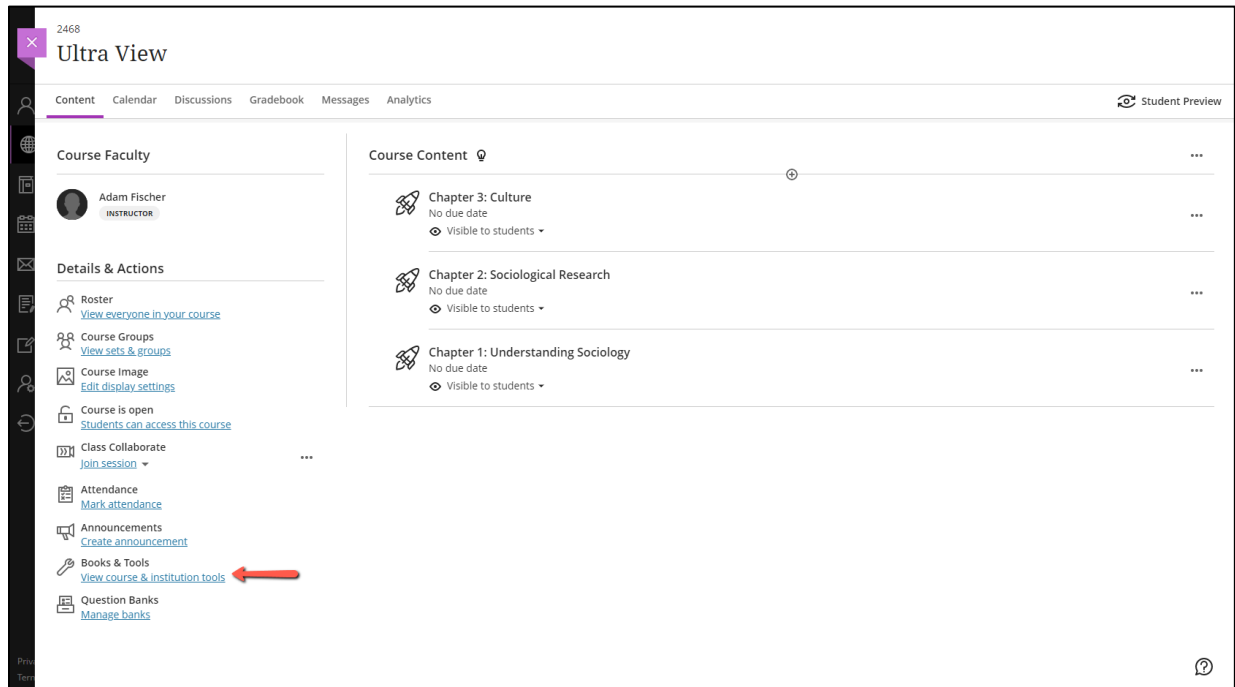 2468
Ultra View
Content Calendar Discussions Gradebook Messages Analytics
Student Preview
Course Faculty
Adam Fischer
INSTRUCTOR
Details & Actions
Roster
View everyone in your course
Course Groups
View sets & groups
Course Image
Edit display settings
Course is open
Students can access this course
Class Collaborate
Join session
Attendance
Mark attendance
Announcements
Create announcement
Books & Tools
View course & institution tools
Question Banks
Manage banks
Course Content
Chapter 3: Culture
No due date
Visible to students
Chapter 2: Sociological Research
No due date
Visible to students
Chapter 1: Understanding Sociology
No due date
Visible to students